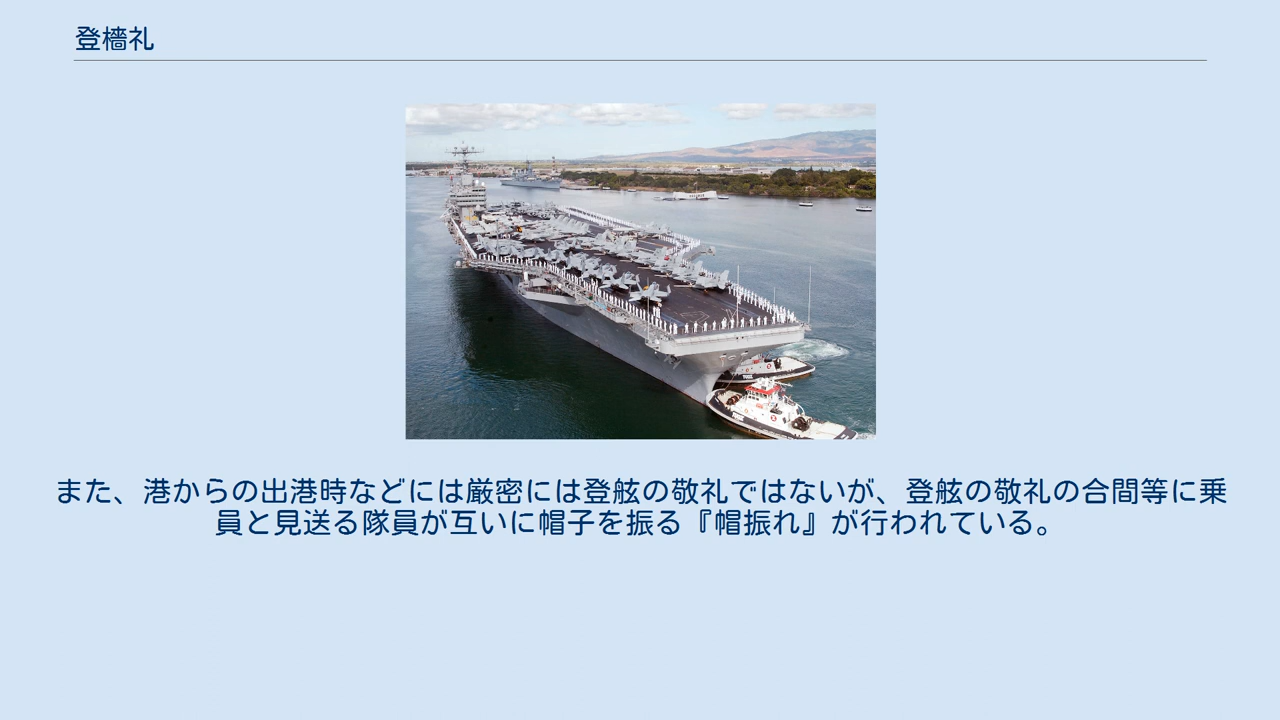 登檣礼
また、港からの出港時などには厳密には登舷の敬礼ではないが、登舷の敬礼の合間等に乗
員と見送る隊員が互いに帽子を振る『帽振れ』が行われている。